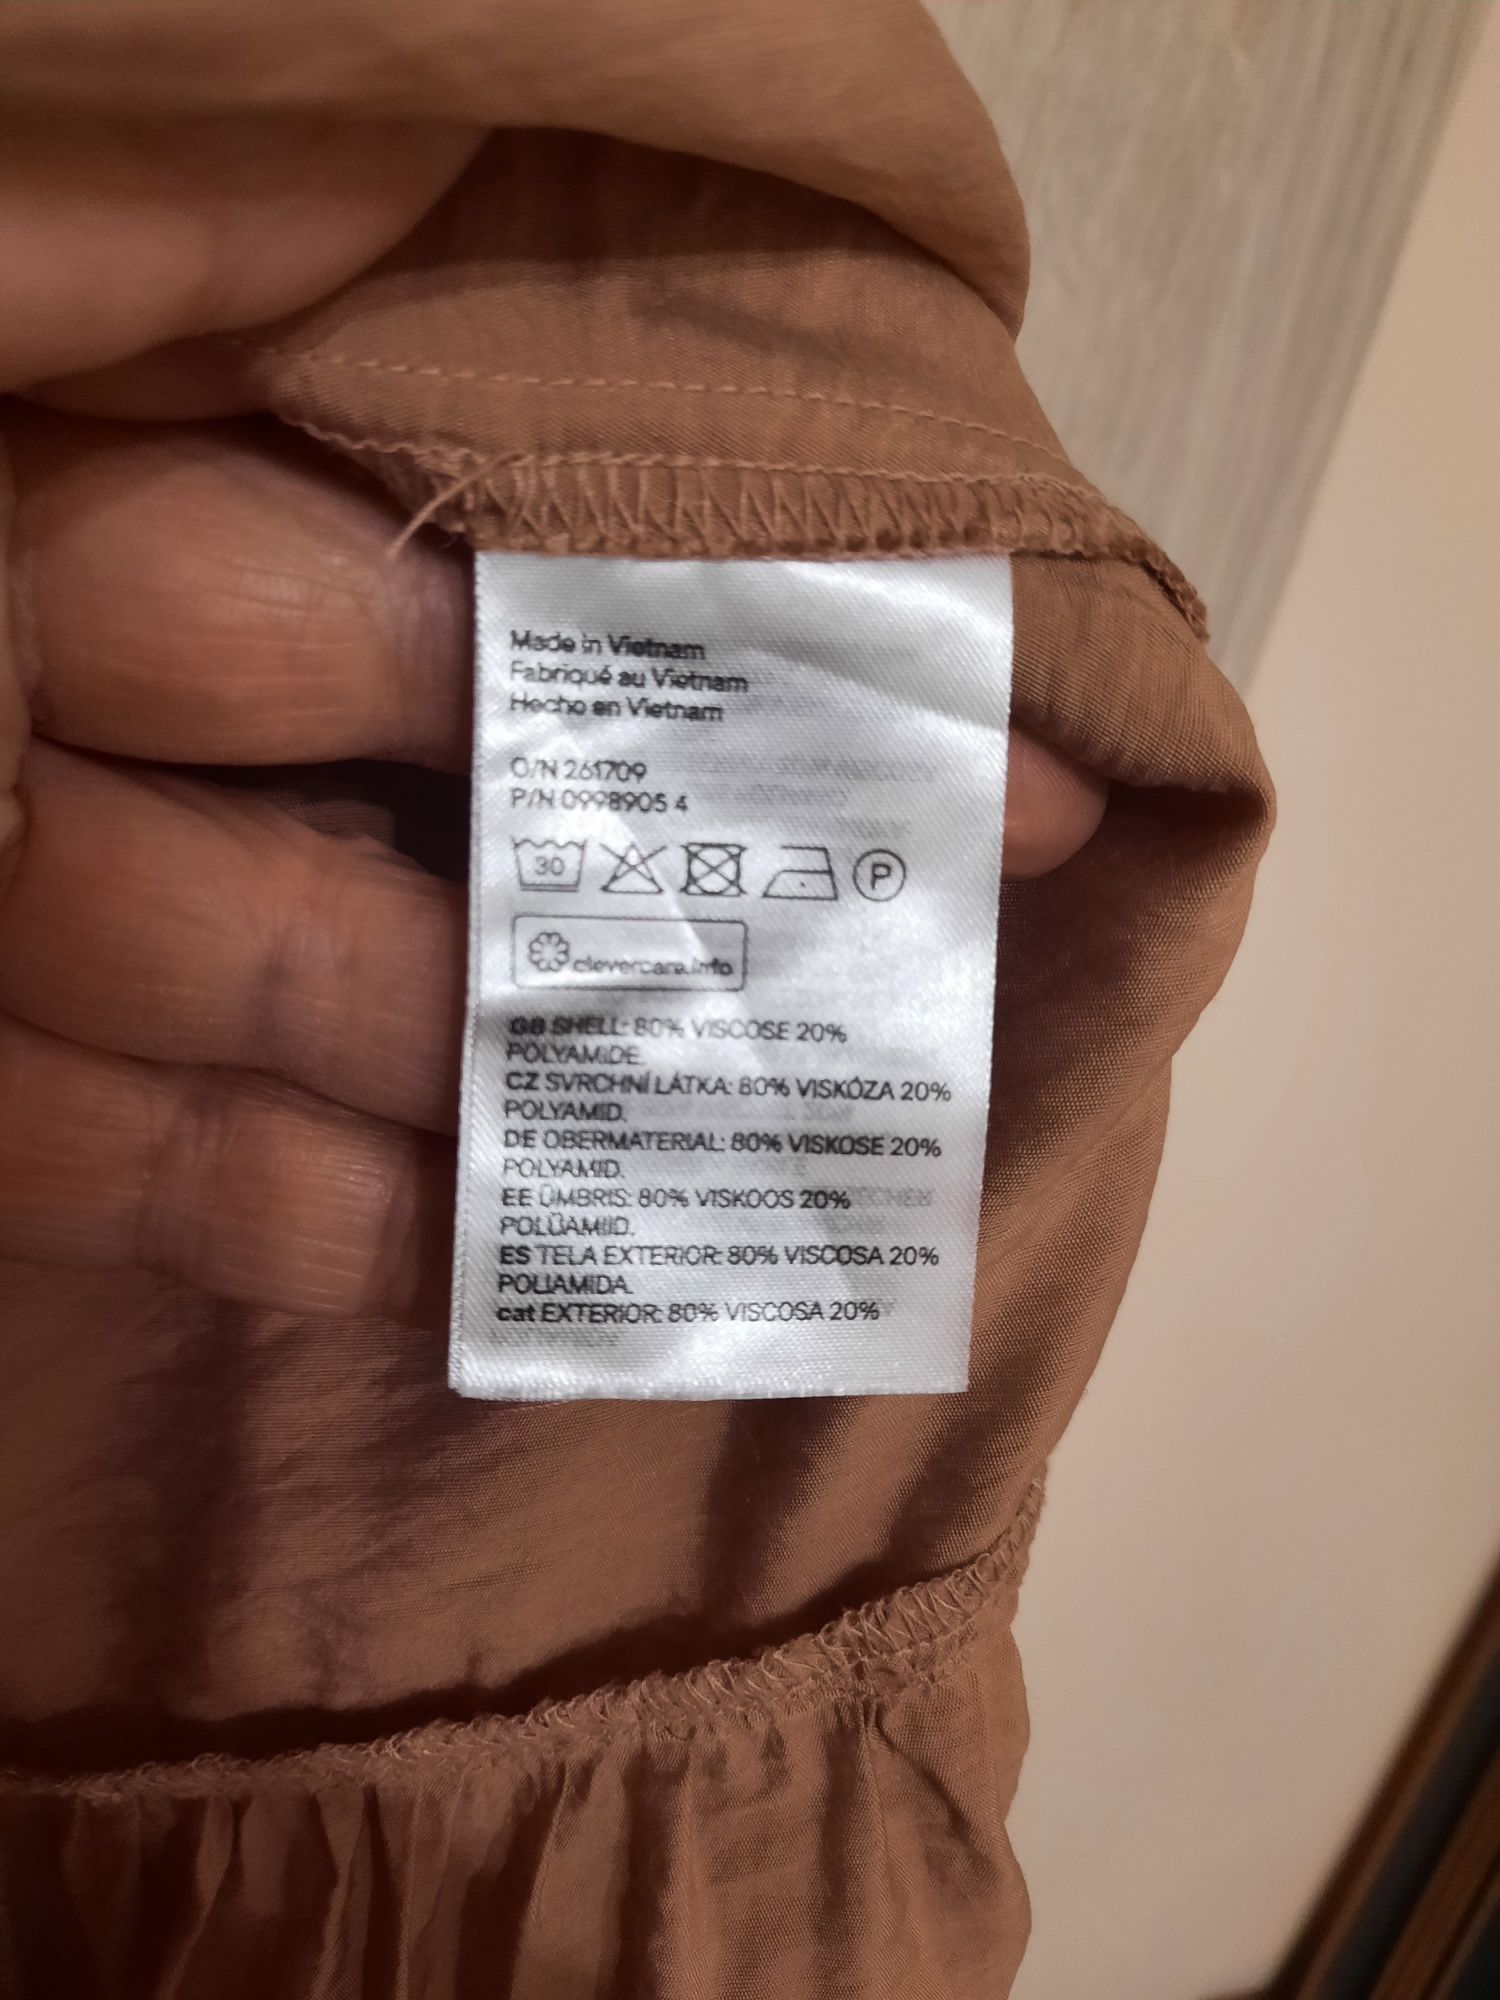 Made in Vietnam
Fabriqué au Vietnam
Hecho en Vietnam
O/N 261709
P/N 0998905 4
30 P
clevercare.info
GB SHELL: 80% VISCOSE 20%
POLYAMIDE.
CZ SVRCHNÍ LÁTKA: 80% VISKÓZA 20%
POLYAMID.
DE OBERMATERIAL: 80% VISKOSE 20%
POLYAMID.
EE ÜMBRIS: 80% VISKOOS 20%
POLÜAMIID.
ES TELA EXTERIOR: 80% VISCOSA 20%
POLIAMIDA.
cat EXTERIOR: 80% VISCOSA 20%